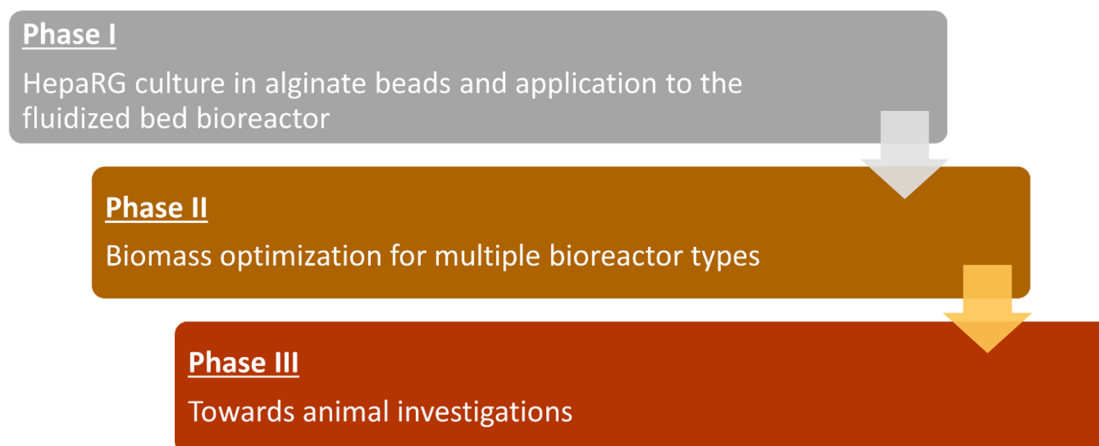 Phase I
HepaRG culture in alginate beads and application to the
fluidized bed bioreactor
Phase II
Biomass optimization for multiple bioreactor types
Phase III
Towards animal investigations